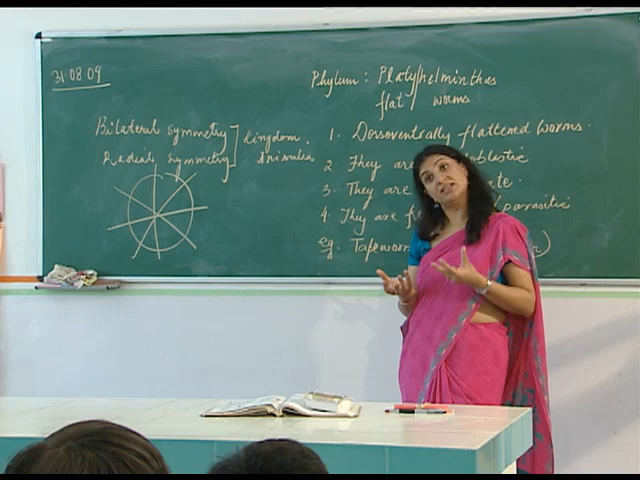 31.08.09
Phylum: Platyhelminthes
flat worms
Bilateral symmetry
Radial symmetry
Kingdom
Animalia
1. Dorsoventrally flattened worms.
2. They are
3. They are
4. They are parasitic
eg. Tapeworm